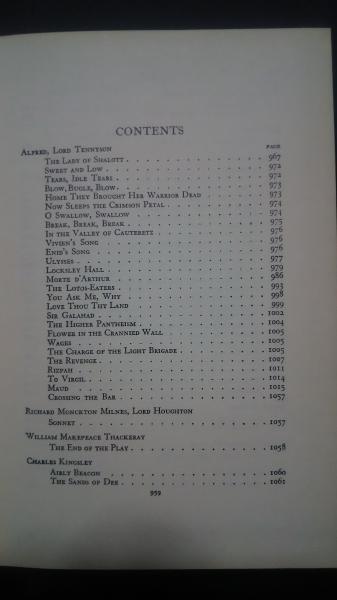 CONTENTS
ALFRED, LORD TENNYSON PAGE
THE LADY OF SHALOTT . . . . . . . . . . 967
SWEET AND LOW . . . . . . . . . . 972
TEARS, IDLE TEARS . . . . . . . . . . 972
BLOW, BUGLE, BLOW . . . . . . . . . . 973
HOME THEY BROUGHT HER WARRIOR DEAD . . . . . . 973
NOW SLEEPS THE CRIMSON PETAL . . . . . . . . 974
O SWALLOW, SWALLOW . . . . . . . . . . 974
BREAK, BREAK, BREAK . . . . . . . . . . 975
IN THE VALLEY OF CAUTERETZ . . . . . . . . 976
VIVIEN'S SONG . . . . . . . . . . 976
ENID'S SONG . . . . . . . . . . 976
ULYSSES . . . . . . . . . . 977
LOCKSLEY HALL . . . . . . . . . . 979
MORTE D'ARTHUR . . . . . . . . . . 986
THE LOTOS-EATERS . . . . . . . . . . 993
YOU ASK ME, WHY . . . . . . . . . . 998
LOVE THOU THY LAND . . . . . . . . . . 999
SIR GALAHAD . . . . . . . . . . 1002
THE HIGHER PANTHEISM . . . . . . . . . . 1004
FLOWER IN THE CRANNIED WALL . . . . . . . . 1005
WAGES . . . . . . . . . . 1005
THE CHARGE OF THE LIGHT BRIGADE . . . . . . . . 1005
THE REVENGE . . . . . . . . . . 1007
RIZPAH . . . . . . . . . . 1011
TO VIRGIL . . . . . . . . . . 1014
MAUD . . . . . . . . . . 1015
CROSSING THE BAR . . . . . . . . . . 1057
RICHARD MONCKTON MILNES, LORD HOUGHTON
SONNET . . . . . . . . . . 1057
WILLIAM MAKEPEACE THACKERAY
THE END OF THE PLAY . . . . . . . . . . 1058
CHARLES KINGSLEY
AIRLY BEACON . . . . . . . . . . 1060
THE SANDS OF DEE . . . . . . . . . . 1061
959